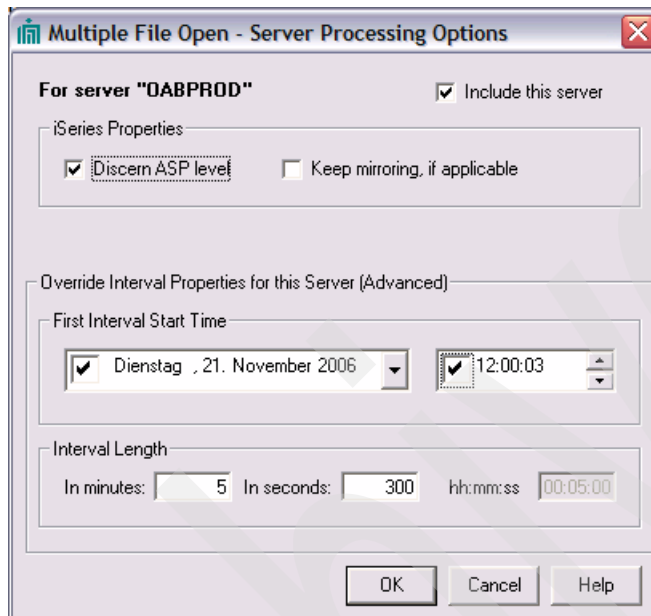 Multiple File Open - Server Processing Options
For server "OABPROD" Include this server
iSeries Properties
Discern ASP level Keep mirroring, if applicable
Override Interval Properties for this Server (Advanced)
First Interval Start Time
Dienstag , 21. November 2006 12:00:03
Interval Length
In minutes: 5 In seconds: 300 hh:mm:ss 00:05:00
OK Cancel Help